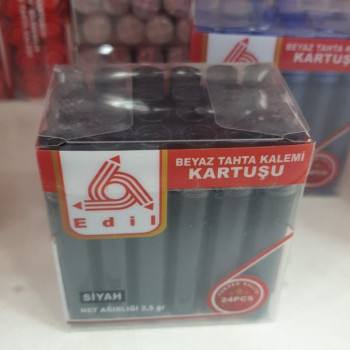 BEYAZ TAHTA KALEMİ
KARTUŞU
BEYAZ TAHTA KALEMİ
KARTUŞU
Edil
SİYAH
NET AĞIRLIĞI 3,5 gr
24PCS